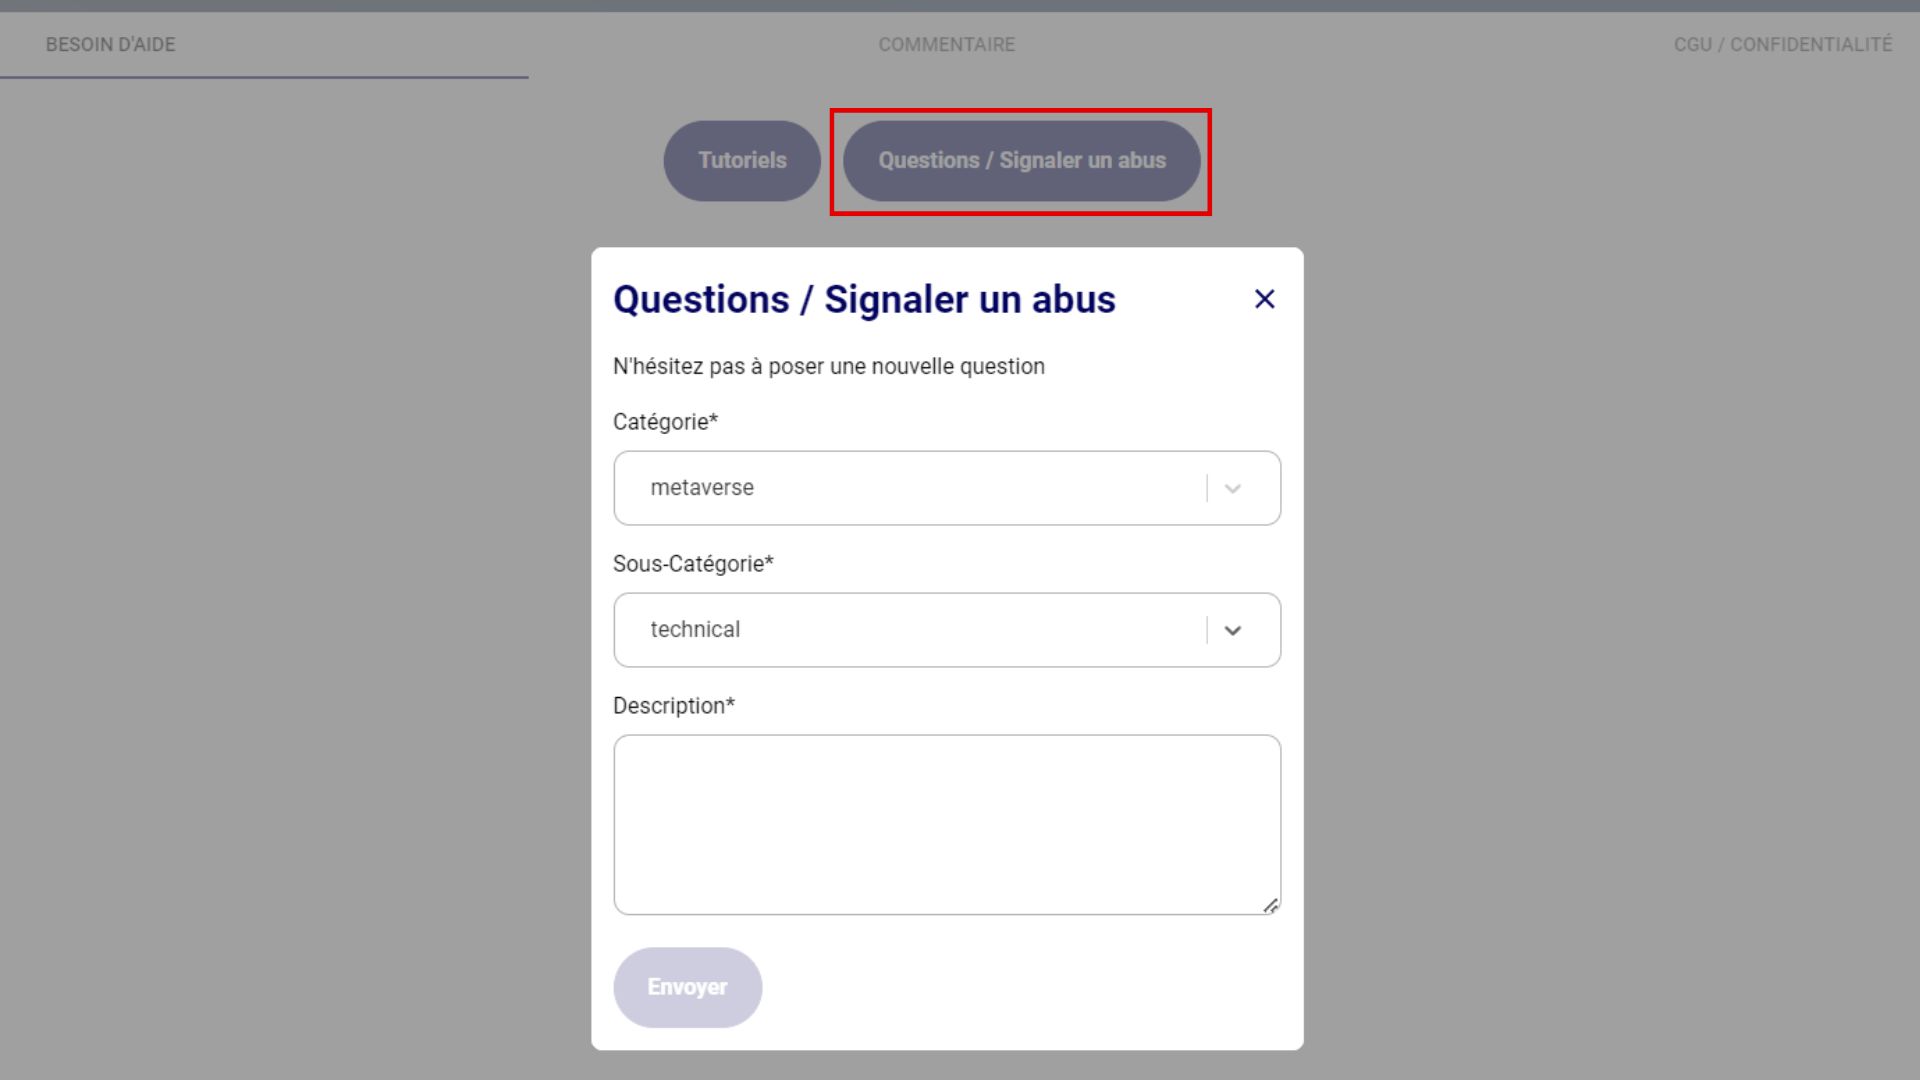 BESOIN D'AIDE
COMMENTAIRE
CGU / CONFIDENTIALITÉ
Tutoriels
Questions / Signaler un abus
Questions / Signaler un abus
N'hésitez pas à poser une nouvelle question
Catégorie*
metaverse
Sous-Catégorie*
technical
Description*
Envoyer